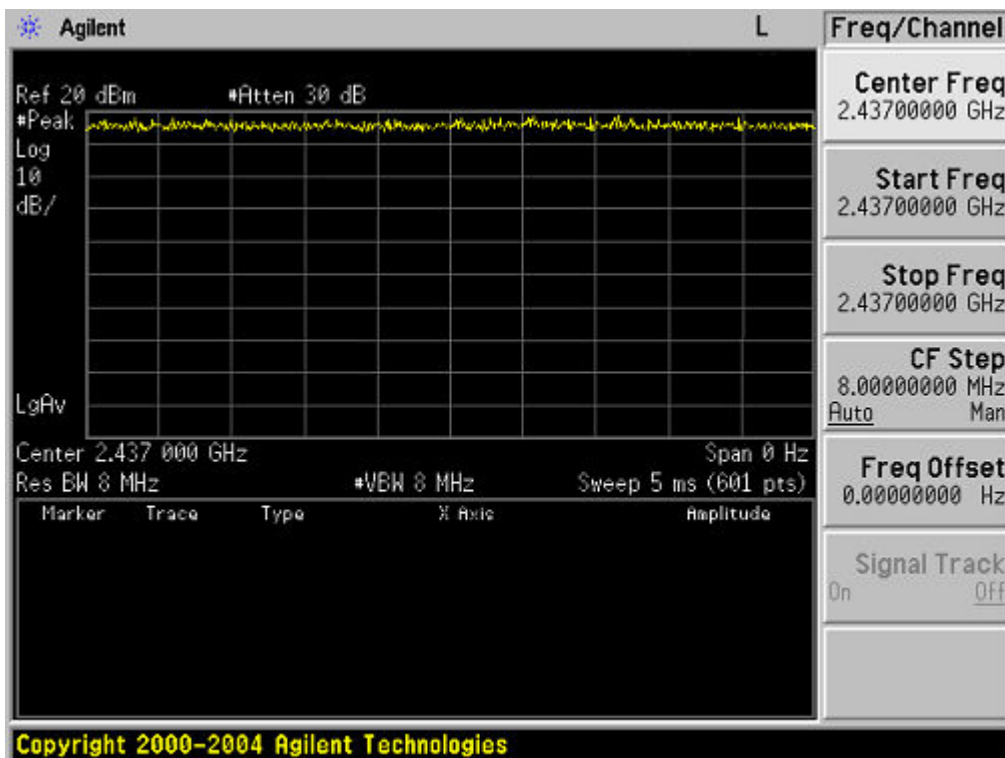 Agilent L Freq/Channel
Ref 20 dBm #Atten 30 dB
#Peak
Log
10
dB/
LgAv
Center 2.437 000 GHz Span 0 Hz
Res BW 8 MHz #VBW 8 MHz Sweep 5 ms (601 pts)
Marker Trace Type X Axis Amplitude
Center Freq
2.43700000 GHz
Start Freq
2.43700000 GHz
Stop Freq
2.43700000 GHz
CF Step
8.00000000 MHz
Auto Man
Freq Offset
0.00000000 Hz
Signal Track
On Off
Copyright 2000-2004 Agilent Technologies